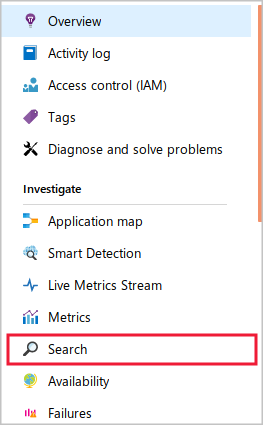 Overview
Activity log
Access control (IAM)
Tags
Diagnose and solve problems
Investigate
Application map
Smart Detection
Live Metrics Stream
Metrics
Search
Availability
Failures